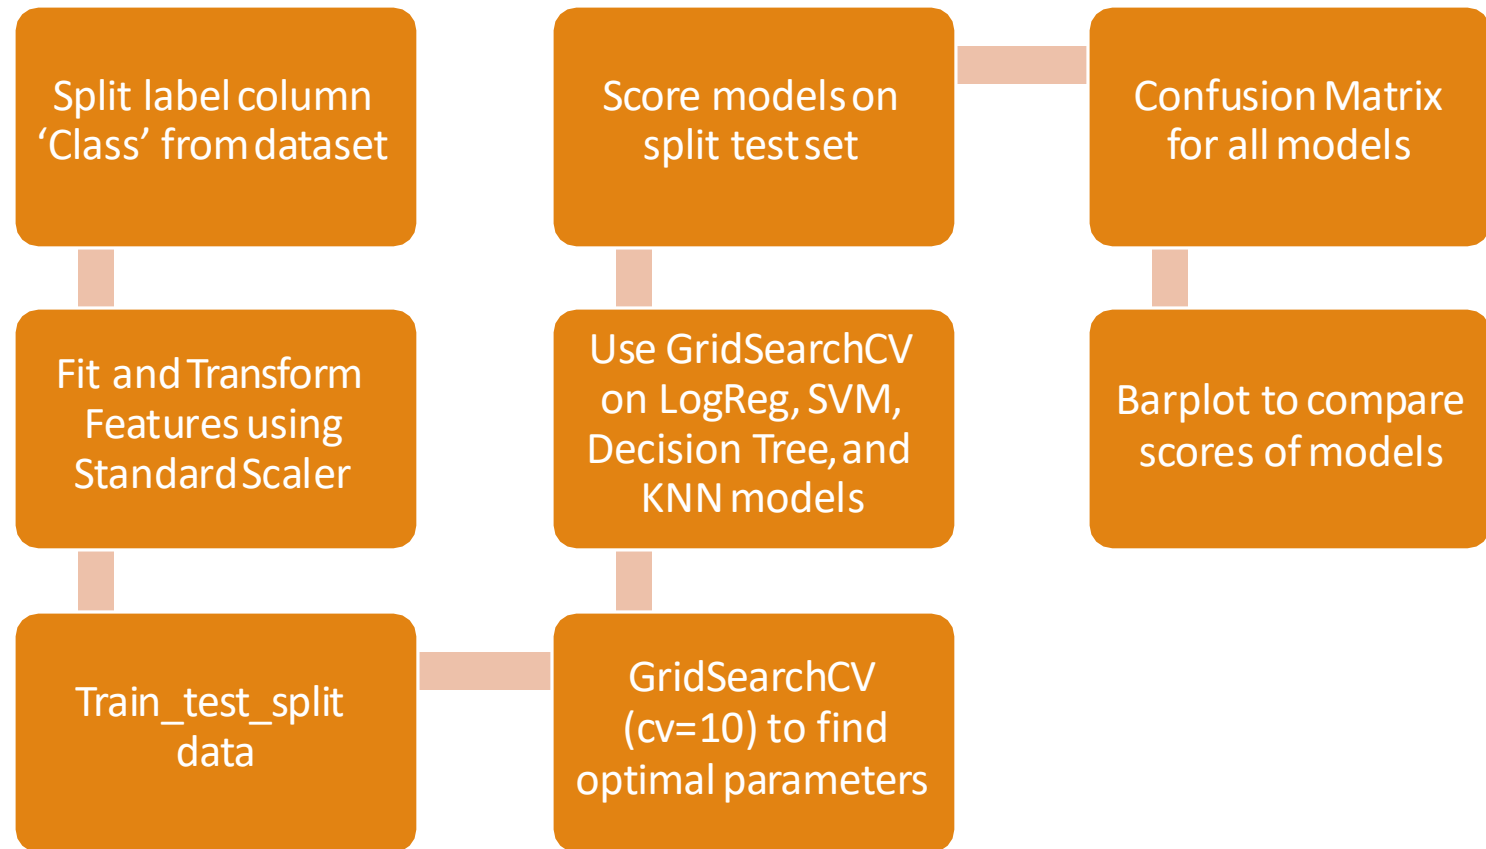 Split label column
‘Class’ from dataset
Fit and Transform
Features using
Standard Scaler
Train_test_split
data
GridSearchCV
(cv=10) to find
optimal parameters
Use GridSearchCV
on LogReg, SVM,
Decision Tree, and
KNN models
Score models on
split test set
Confusion Matrix
for all models
Barplot to compare
scores of models